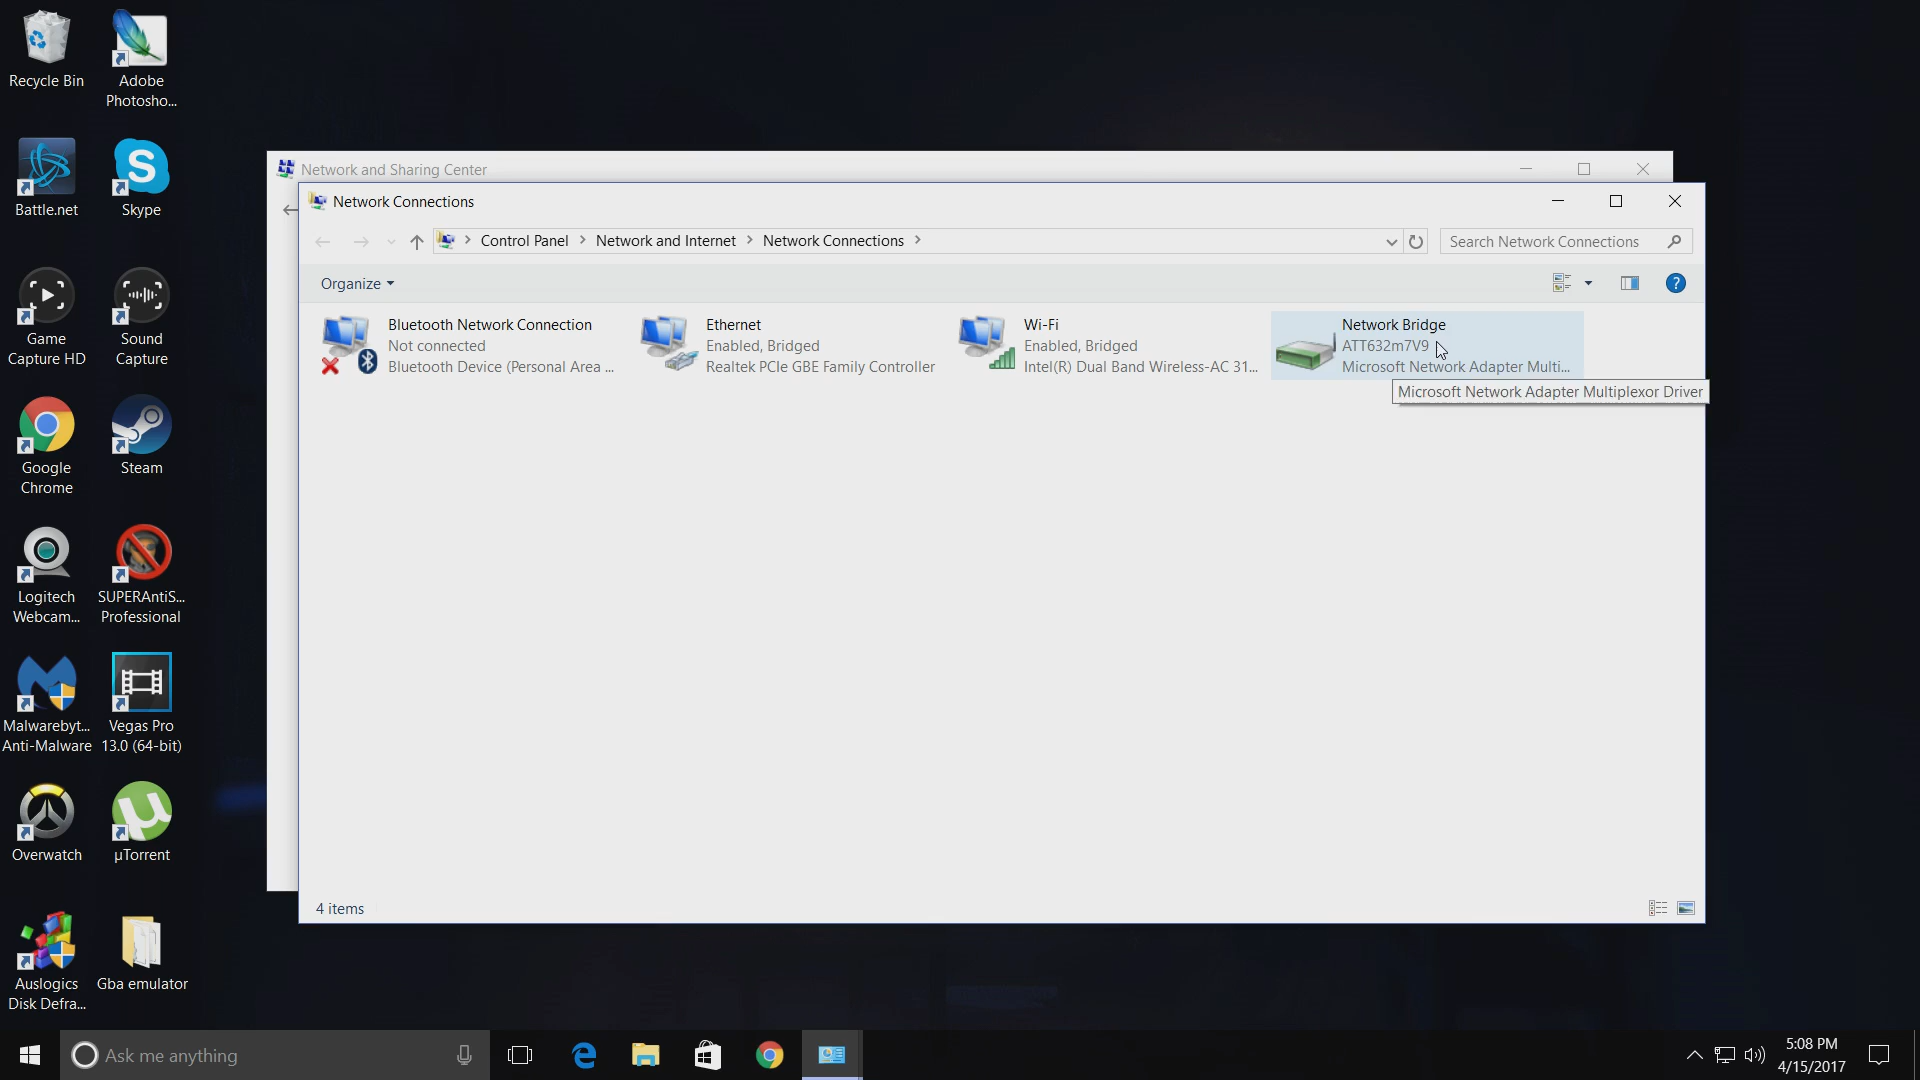 Recycle Bin
Adobe
Photosho...
Battle.net
Skype
Game
Capture HD
Sound
Capture
Google
Chrome
Steam
Logitech
Webcam...
SUPERAntiS...
Professional
Malwarebyt...
Anti-Malware
Vegas Pro
13.0 (64-bit)
Overwatch
µTorrent
Auslogics
Disk Defra...
Gba emulator
Network and Sharing Center
Network Connections
Control Panel > Network and Internet > Network Connections >
Search Network Connections
Organize
Bluetooth Network Connection
Not connected
Bluetooth Device (Personal Area ...
Ethernet
Enabled, Bridged
Realtek PCIe GBE Family Controller
Wi-Fi
Enabled, Bridged
Intel(R) Dual Band Wireless-AC 31...
Network Bridge
ATT632m7V9
Microsoft Network Adapter Multi...
Microsoft Network Adapter Multiplexor Driver
4 items
Ask me anything
5:08 PM
4/15/2017